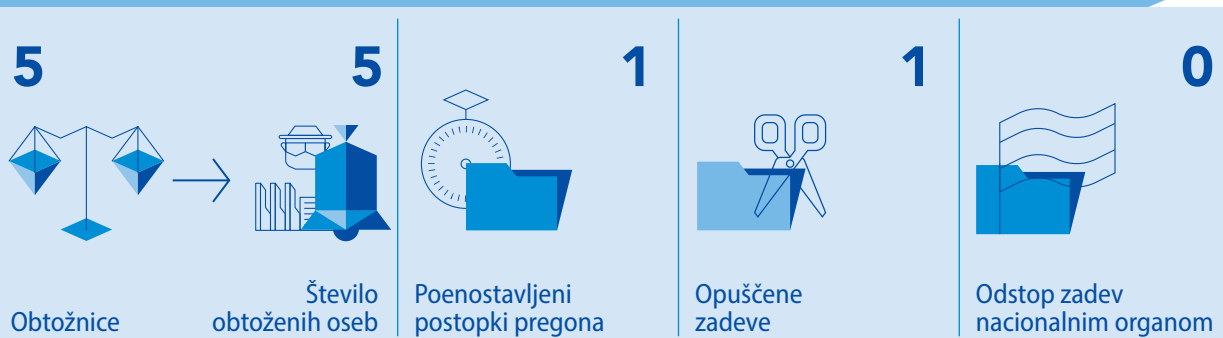 5
5
1
1
0
Obtožnice
Število
obtoženih oseb
Poenostavljeni
postopki pregona
Opuščene
zadeve
Odstop zadev
nacionalnim organom